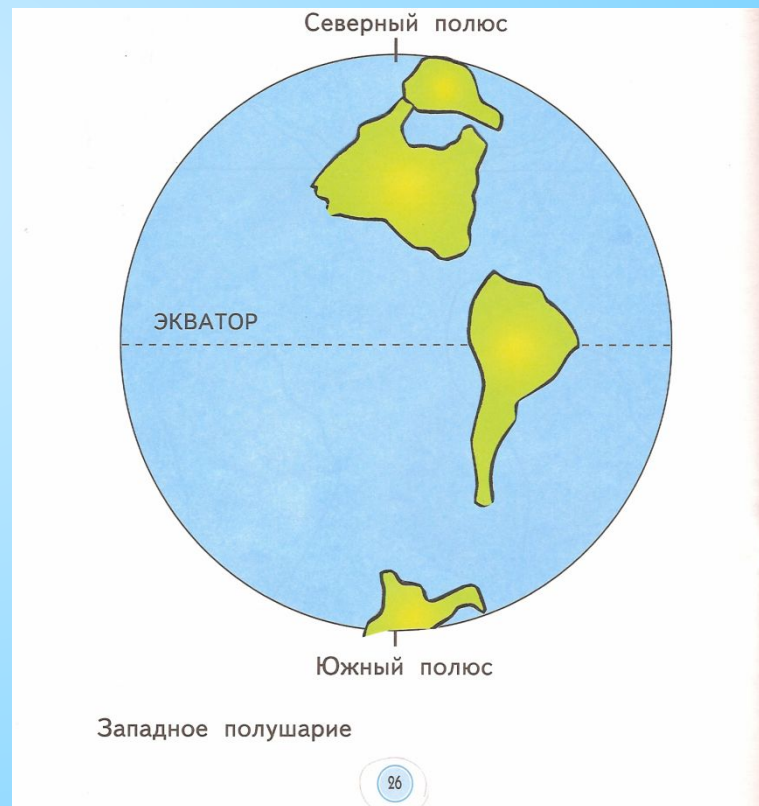 Северный полюс
ЭКВАТОР
Южный полюс
Западное полушарие
26